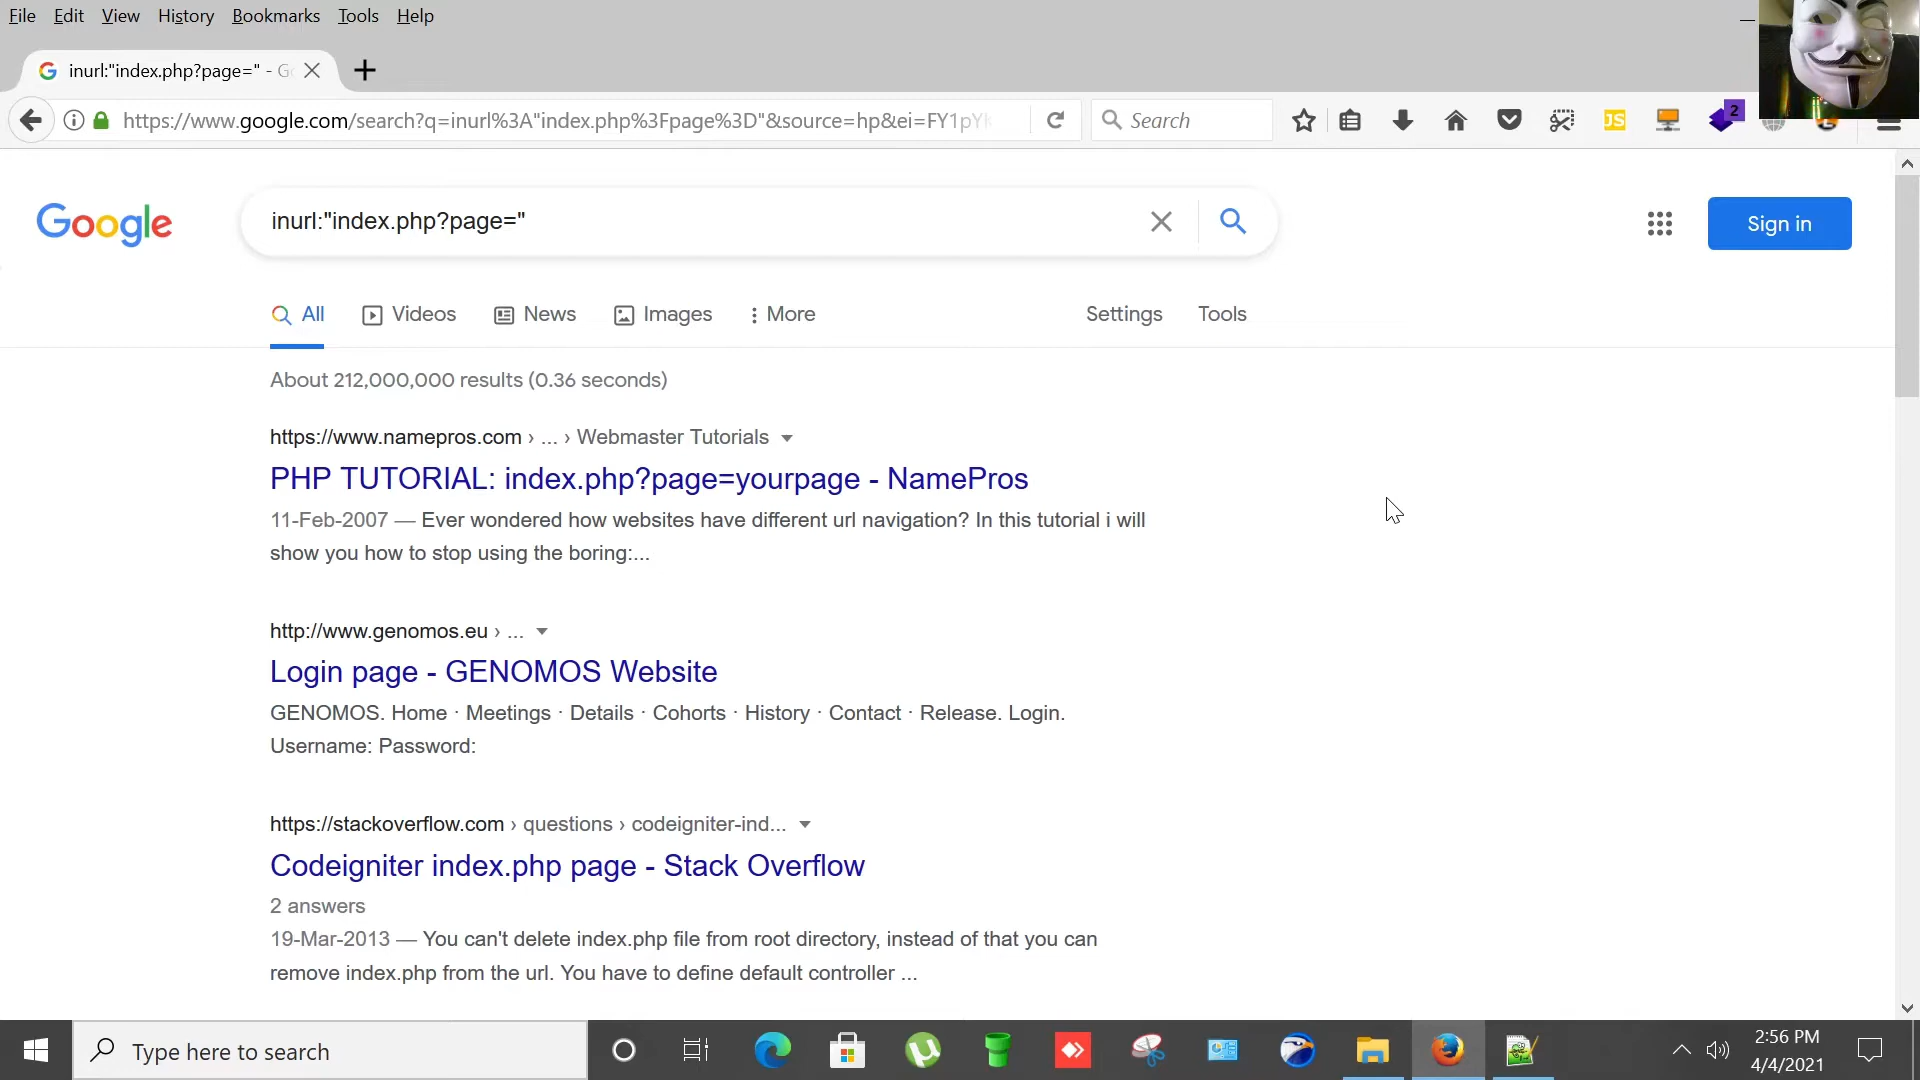 File Edit View History Bookmarks Tools Help
inurl:"index.php?page=" - Go
https://www.google.com/search?q=inurl%3A"index.php%3Fpage%3D"&source=hp&ei=FY1pY
Search
2
JS
Google
inurl:"index.php?page="
Sign in
All Videos News Images More Settings Tools
About 212,000,000 results (0.36 seconds)
https://www.namepros.com › ... › Webmaster Tutorials
PHP TUTORIAL: index.php?page=yourpage - NamePros
11-Feb-2007 — Ever wondered how websites have different url navigation? In this tutorial i will
show you how to stop using the boring:...
http://www.genomos.eu › ...
Login page - GENOMOS Website
GENOMOS. Home · Meetings · Details · Cohorts · History · Contact · Release. Login.
Username: Password:
https://stackoverflow.com › questions › codeigniter-ind...
Codeigniter index.php page - Stack Overflow
2 answers
19-Mar-2013 — You can't delete index.php file from root directory, instead of that you can
remove index.php from the url. You have to define default controller ...
Type here to search
2:56 PM
4/4/2021